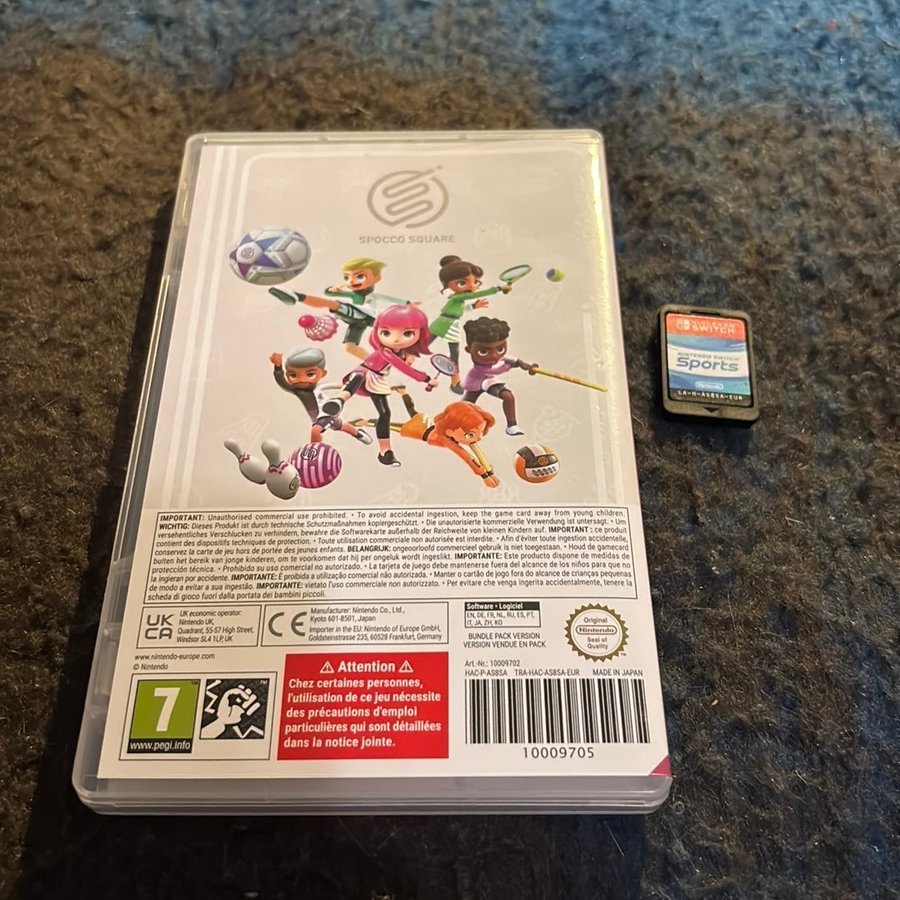 SPOCCO SQUARE
NINTENDO
SWITCH
NINTENDO SWITCH
Sports
Nintendo
LA-H-AS8SA-EUR
IMPORTANT: Unauthorised commercial use prohibited. • To avoid accidental ingestion, keep the game card away from young children.
WICHTIG: Dieses Produkt ist durch technische Schutzmaßnahmen kopiergeschützt. • Die unautorisierte kommerzielle Verwendung ist untersagt. • Um
versehentliches Verschlucken zu verhindern, bewahre die Softwarekarte außerhalb der Reichweite von kleinen Kindern auf. IMPORTANT : ce produit
contient des dispositifs techniques de protection. • Toute utilisation commerciale non autorisée est interdite. • Afin d'éviter toute ingestion accidentelle,
conservez la carte de jeu hors de portée des jeunes enfants. BELANGRIJK: ongeoorloofd commercieel gebruik is niet toegestaan. • Houd de gamecard
buiten het bereik van jonge kinderen, om te voorkomen dat hij per ongeluk wordt ingeslikt. IMPORTANTE: Este producto dispone de medidas de
protección técnica. • Prohibido su uso comercial no autorizado. • La tarjeta de juego debe mantenerse fuera del alcance de los niños para que no
la ingieran por accidente. IMPORTANTE: É proibida a utilização comercial não autorizada. • Manter o cartão de jogo fora do alcance de crianças pequenas
de modo a evitar a sua ingestão. IMPORTANTE: vietato l'uso commerciale non autorizzato. • Per evitare che venga ingerita accidentalmente, tenere la
scheda di gioco fuori dalla portata dei bambini piccoli.
UK
CA
UK economic operator:
Nintendo UK,
Quadrant, 55-57 High Street,
Windsor SL4 1LP, UK
CE
Manufacturer: Nintendo Co., Ltd.,
Kyoto 601-8501, Japan
Importer in the EU: Nintendo of Europe GmbH,
Goldsteinstrasse 235, 60528 Frankfurt, Germany
Software • Logiciel
EN, DE, FR, NL, RU, ES, PT,
IT, JA, ZH, KO
BUNDLE PACK VERSION
VERSION VENDUE EN PACK
Original
Nintendo
Seal of
Quality
www.nintendo-europe.com
© Nintendo
Art.-Nr.: 10009702
HAC-P-AS8SA TRA-HAC-AS8SA-EUR MADE IN JAPAN
7
www.pegi.info
TM
⚠ Attention ⚠
Chez certaines personnes,
l'utilisation de ce jeu nécessite
des précautions d'emploi
particulières qui sont détaillées
dans la notice jointe.
10009705